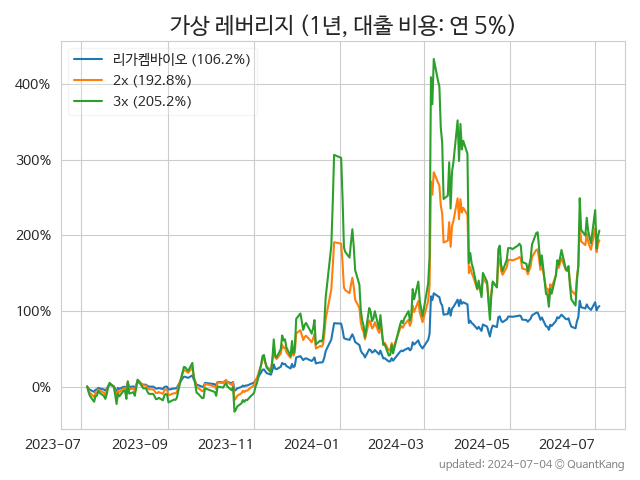 가상 레버리지 (1년, 대출 비용: 연 5%)
리가켐바이오 (106.2%)
2x (192.8%)
3x (205.2%)
400%
300%
200%
100%
0%
2023-07
2023-09
2023-11
2024-01
2024-03
2024-05
2024-07
updated: 2024-07-04 © QuantKang